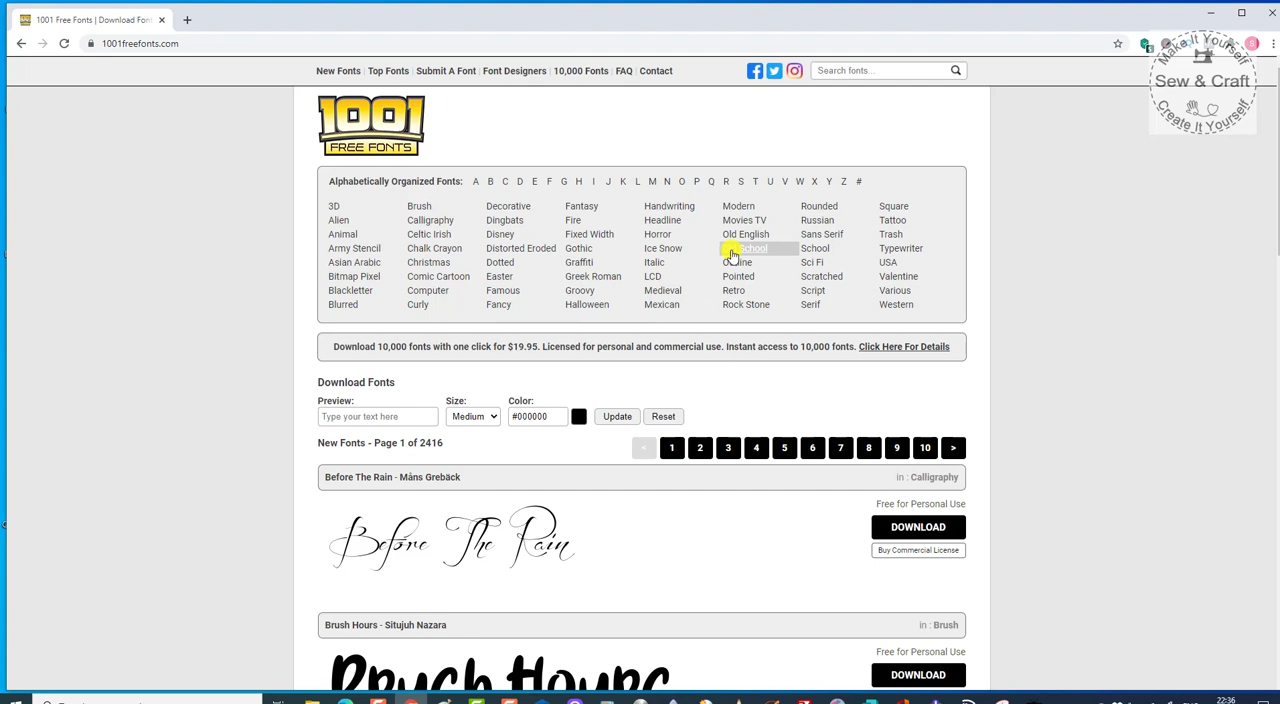 1001 Free Fonts | Download Fon
1001freefonts.com
New Fonts Top Fonts Submit A Font Font Designers 10,000 Fonts FAQ Contact
Search fonts...
Make It Yourself
Sew & Craft
Create It Yourself
1001
FREE FONTS
Alphabetically Organized Fonts: A B C D E F G H I J K L M N O P Q R S T U V W X Y Z #
3D Brush Decorative Fantasy Handwriting Modern Rounded Square
Alien Calligraphy Dingbats Fire Headline Movies TV Russian Tattoo
Animal Celtic Irish Disney Fixed Width Horror Old English Sans Serif Trash
Army Stencil Chalk Crayon Distorted Eroded Gothic Ice Snow School School Typewriter
Asian Arabic Christmas Dotted Graffiti Italic Sci Fi USA
Bitmap Pixel Comic Cartoon Easter Greek Roman LCD Pointed Scratched Valentine
Blackletter Computer Famous Groovy Medieval Retro Script Various
Blurred Curly Fancy Halloween Mexican Rock Stone Serif Western
Download 10,000 fonts with one click for $19.95. Licensed for personal and commercial use. Instant access to 10,000 fonts. Click Here For Details
Download Fonts
Preview: Size: Color:
Type your text here Medium #000000 Update Reset
New Fonts - Page 1 of 2416
< 1 2 3 4 5 6 7 8 9 10 >
Before The Rain - Måns Grebäck in : Calligraphy
Free for Personal Use
Before The Rain
DOWNLOAD
Buy Commercial License
Brush Hours - Situjuh Nazara in : Brush
Free for Personal Use
Brush Hours
DOWNLOAD
22:36